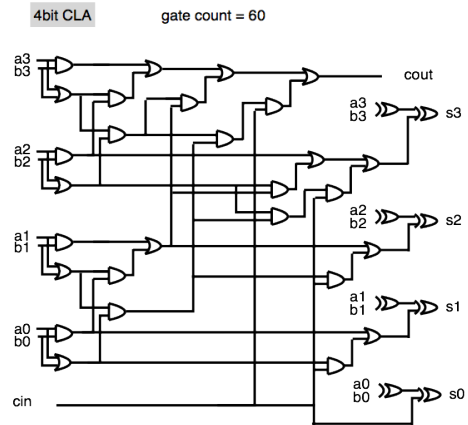 4bit CLA
gate count = 60
a3
b3
cout
a3
b3
s3
a2
b2
a2
b2
s2
a1
b1
a1
b1
s1
a0
b0
a0
b0
s0
cin